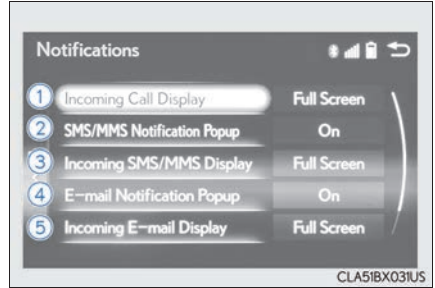 Notifications
1 Incoming Call Display Full Screen
2 SMS/MMS Notification Popup On
3 Incoming SMS/MMS Display Full Screen
4 E-mail Notification Popup On
5 Incoming E-mail Display Full Screen
CLA51BX031US